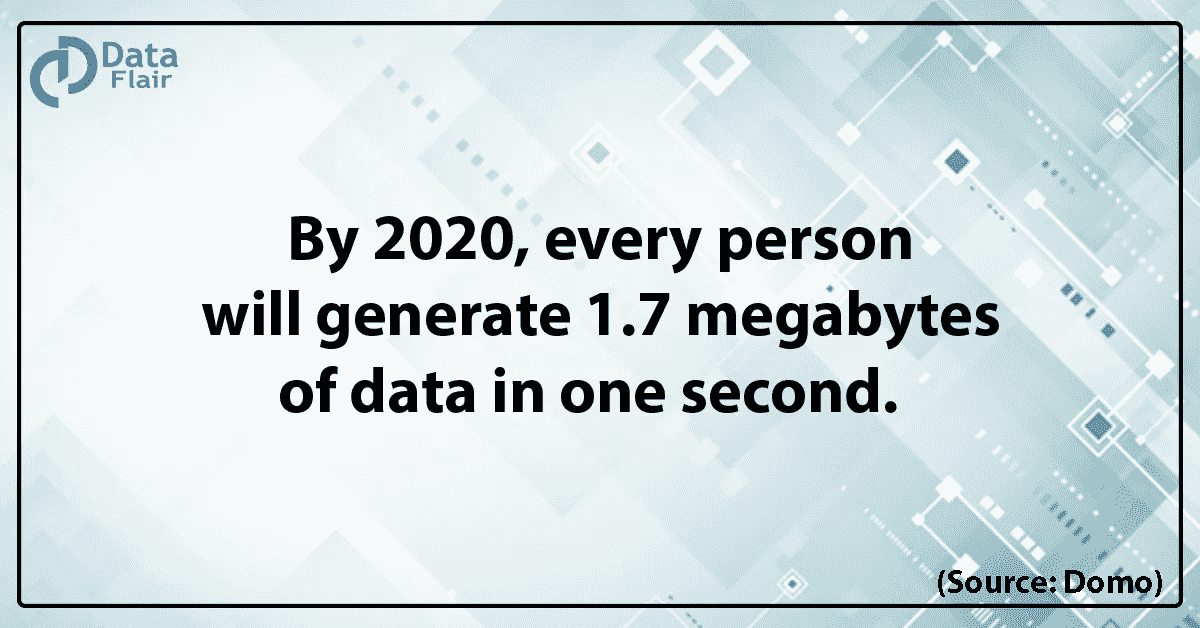 Data
Flair
By 2020, every person
will generate 1.7 megabytes
of data in one second.
(Source: Domo)